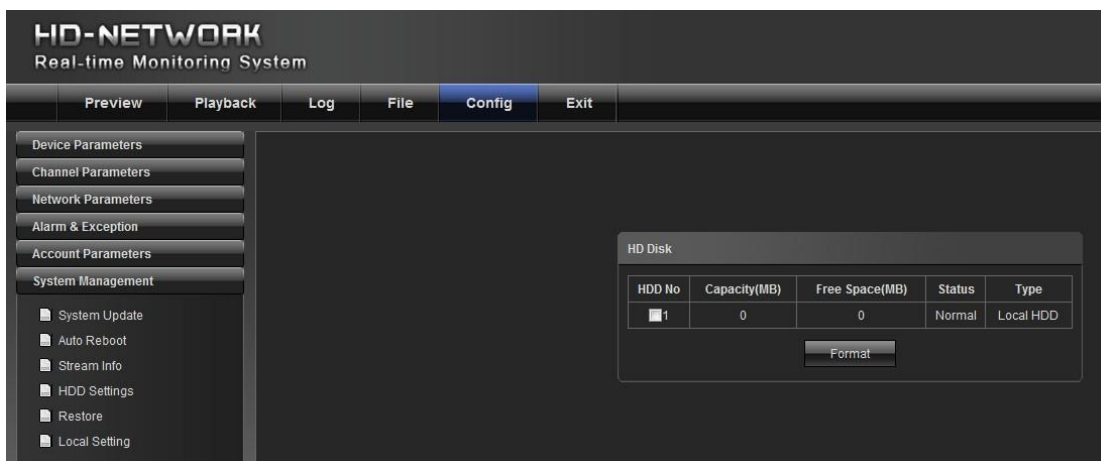 HD-NETWORK
Real-time Monitoring System
Preview Playback Log File Config Exit
Device Parameters
Channel Parameters
Network Parameters
Alarm & Exception
Account Parameters
System Management
System Update
Auto Reboot
Stream Info
HDD Settings
Restore
Local Setting
HD Disk
HDD No Capacity(MB) Free Space(MB) Status Type
1 0 0 Normal Local HDD
Format